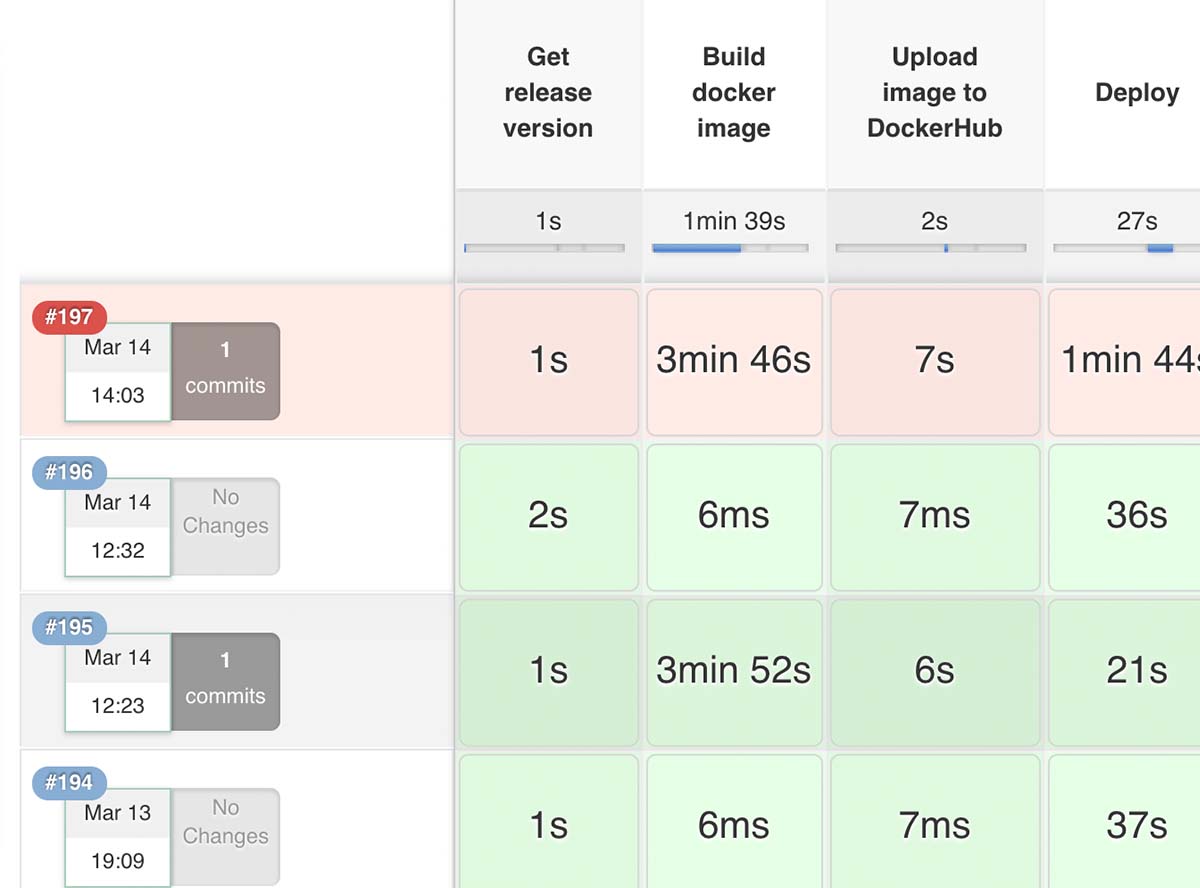 Get
release
version
Build
docker
image
Upload
image to
DockerHub
Deploy
1s
1min 39s
2s
27s
#197
Mar 14
14:03
1
commits
1s
3min 46s
7s
1min 44s
#196
Mar 14
12:32
No
Changes
2s
6ms
7ms
36s
#195
Mar 14
12:23
1
commits
1s
3min 52s
6s
21s
#194
Mar 13
19:09
No
Changes
1s
6ms
7ms
37s